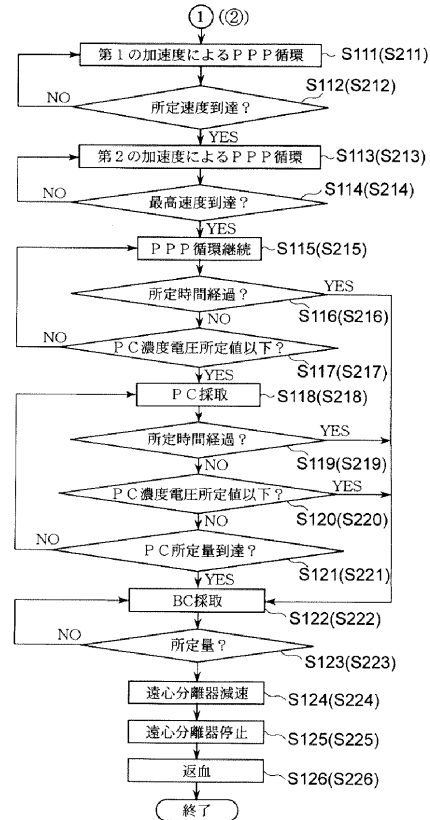 ① (②)
第1の加速度によるＰＰＰ循環 S111(S211)
所定速度到達？ S112(S212)
NO
YES
第2の加速度によるＰＰＰ循環 S113(S213)
最高速度到達？ S114(S214)
NO
YES
ＰＰＰ循環継続 S115(S215)
所定時間経過？ YES
S116(S216)
NO
ＰＣ濃度電圧所定値以下？ NO
S117(S217)
YES
ＰＣ採取 S118(S218)
所定時間経過？ YES
S119(S219)
NO
ＰＣ濃度電圧所定値以下？ YES
S120(S220)
NO
ＰＣ所定量到達？ NO
S121(S221)
YES
BC採取
S122(S222)
所定量？ NO
S123(S223)
YES
遠心分離器減速 S124(S224)
遠心分離器停止 S125(S225)
返血 S126(S226)
終了